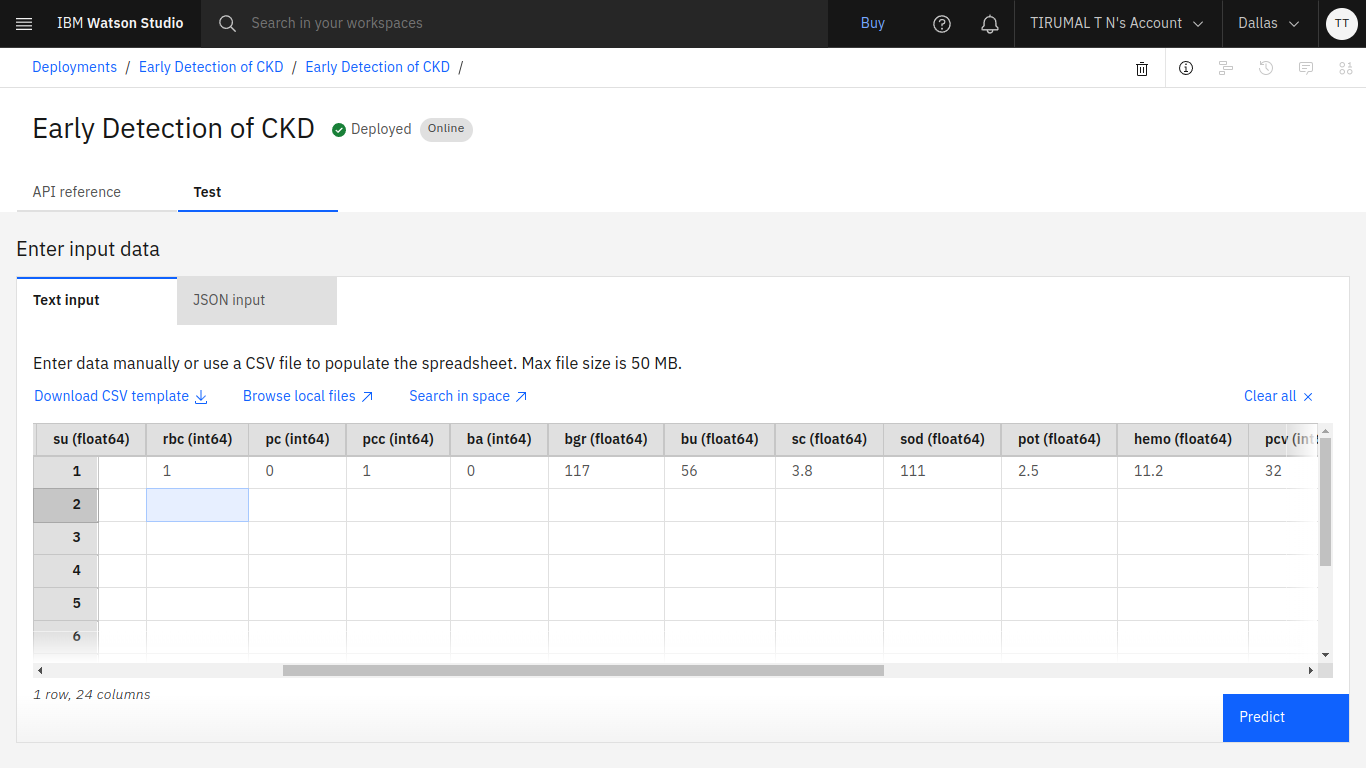 IBM Watson Studio
Search in your workspaces
Buy
TIRUMAL T N's Account
Dallas
TT
Deployments / Early Detection of CKD / Early Detection of CKD /
Early Detection of CKD
Deployed
Online
API reference
Test
Enter input data
Text input
JSON input
Enter data manually or use a CSV file to populate the spreadsheet. Max file size is 50 MB.
Download CSV template
Browse local files
Search in space
Clear all
su (float64) rbc (int64) pc (int64) pcc (int64) ba (int64) bgr (float64) bu (float64) sc (float64) sod (float64) pot (float64) hemo (float64) pcv (int
1 1 0 1 0 117 56 3.8 111 2.5 11.2 32
2
3
4
5
6
1 row, 24 columns
Predict